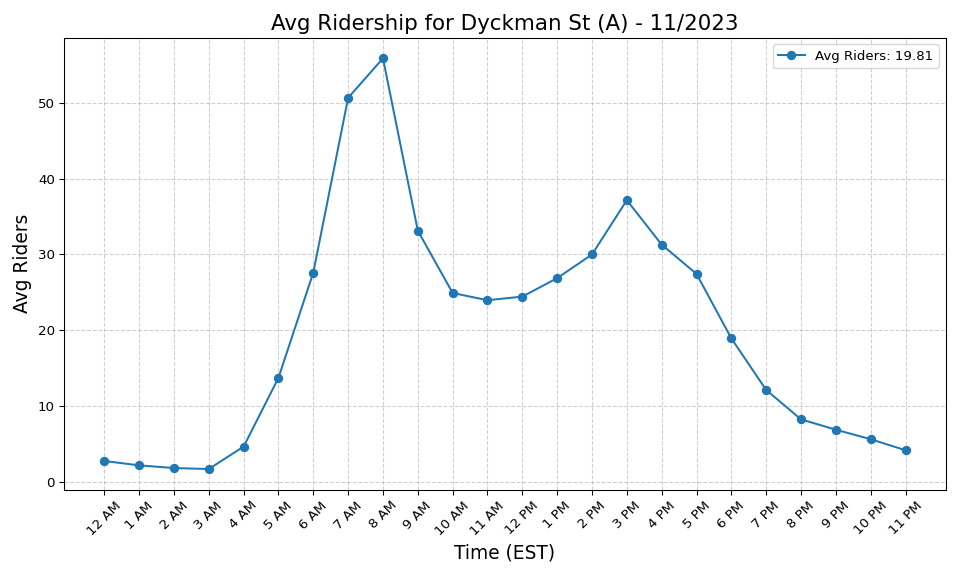 Avg Ridership for Dyckman St (A) - 11/2023
Avg Riders: 19.81
Avg Riders
50
40
30
20
10
0
12 AM
1 AM
2 AM
3 AM
4 AM
5 AM
6 AM
7 AM
8 AM
9 AM
10 AM
11 AM
12 PM
1 PM
2 PM
3 PM
4 PM
5 PM
6 PM
7 PM
8 PM
9 PM
10 PM
11 PM
Time (EST)